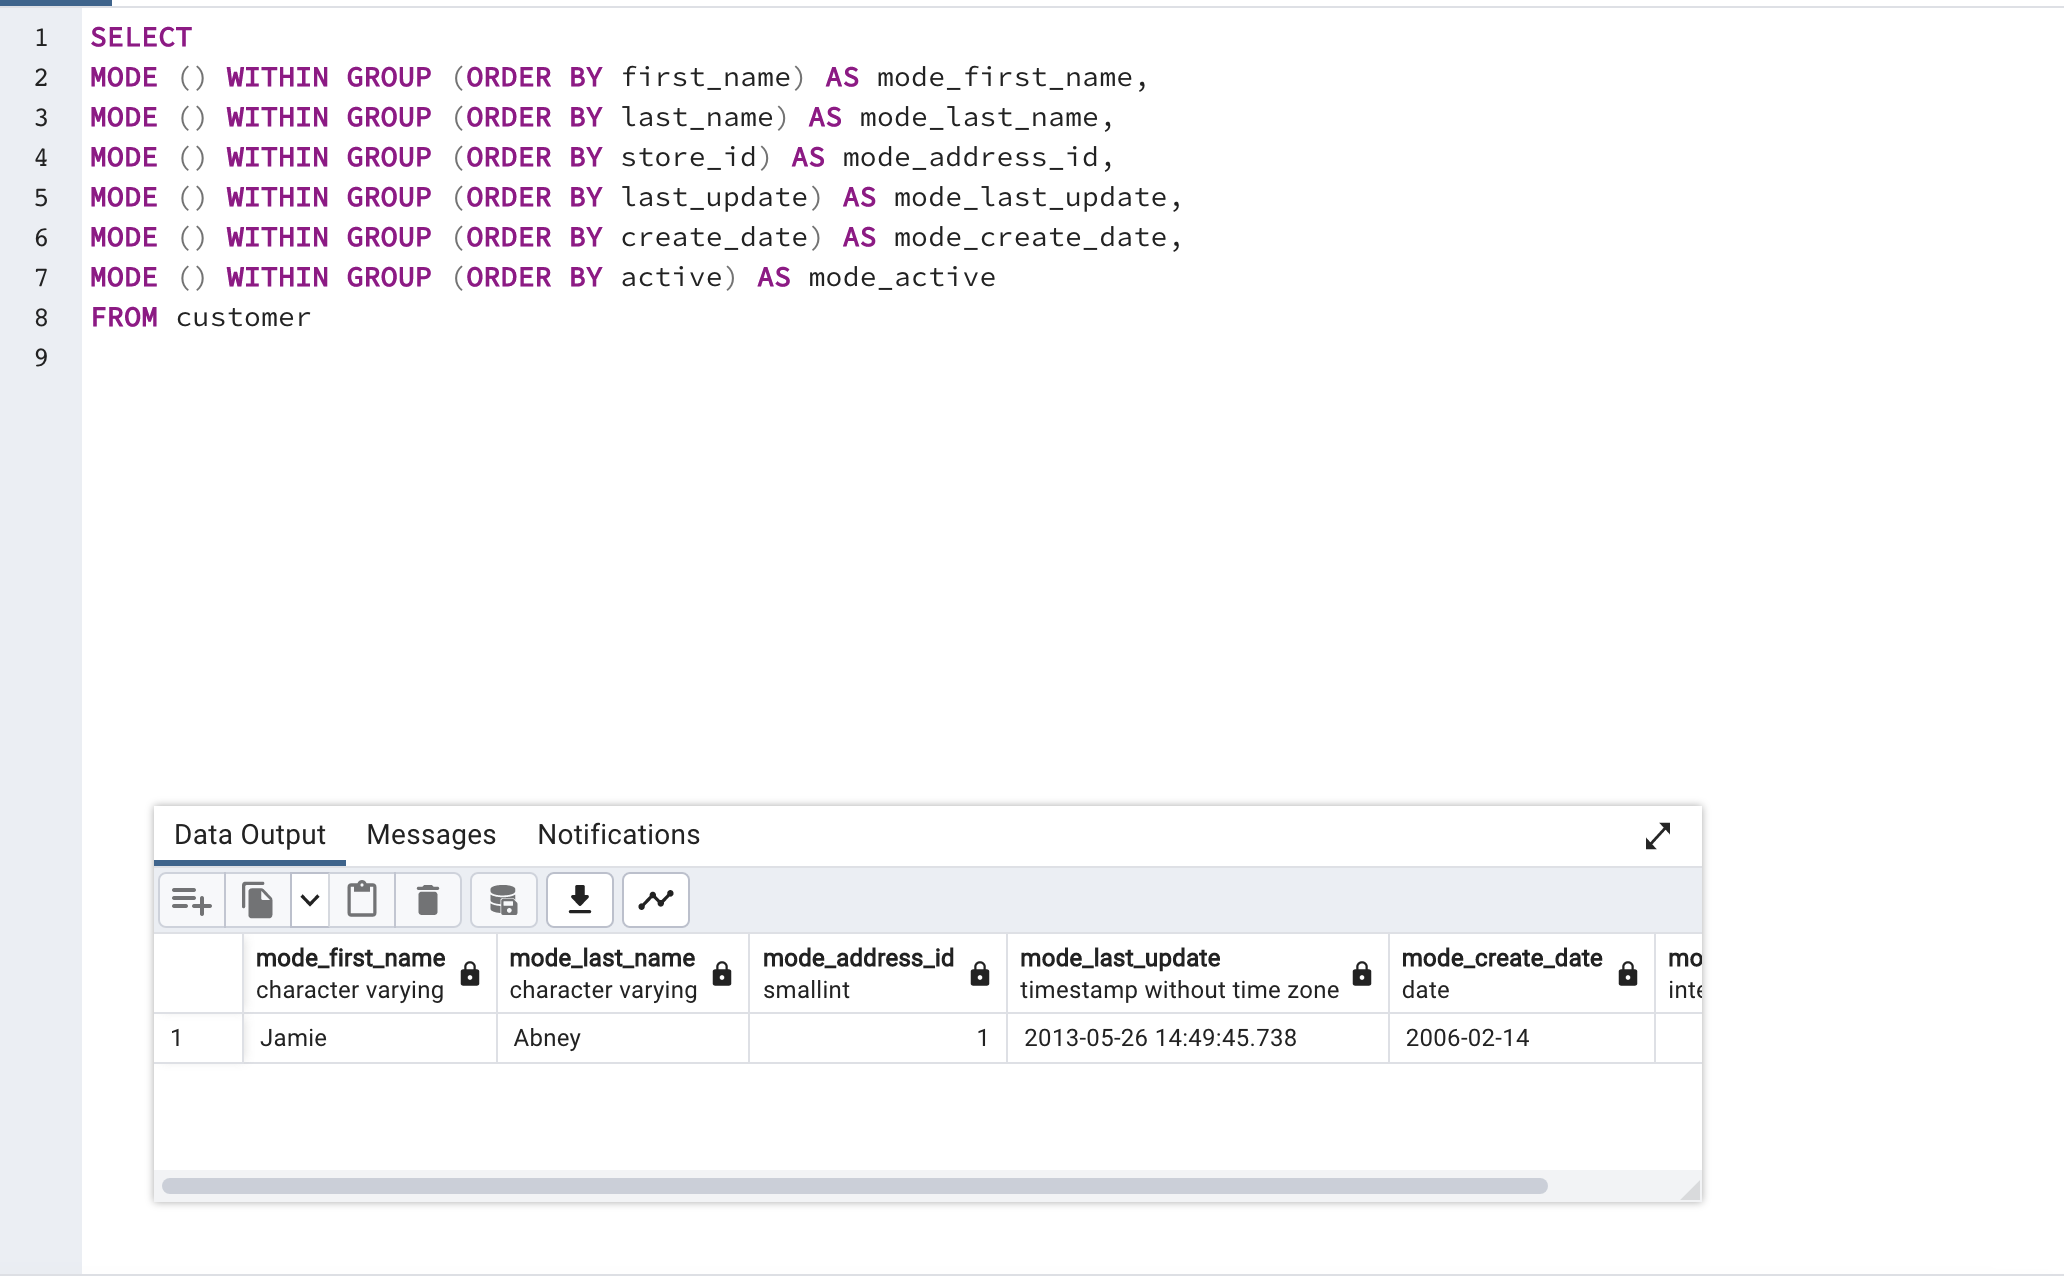 1 SELECT
2 MODE () WITHIN GROUP (ORDER BY first_name) AS mode_first_name,
3 MODE () WITHIN GROUP (ORDER BY last_name) AS mode_last_name,
4 MODE () WITHIN GROUP (ORDER BY store_id) AS mode_address_id,
5 MODE () WITHIN GROUP (ORDER BY last_update) AS mode_last_update,
6 MODE () WITHIN GROUP (ORDER BY create_date) AS mode_create_date,
7 MODE () WITHIN GROUP (ORDER BY active) AS mode_active
8 FROM customer
9
Data Output Messages Notifications
mode_first_name mode_last_name mode_address_id mode_last_update mode_create_date mo
character varying character varying smallint timestamp without time zone date inte
1 Jamie Abney 1 2013-05-26 14:49:45.738 2006-02-14